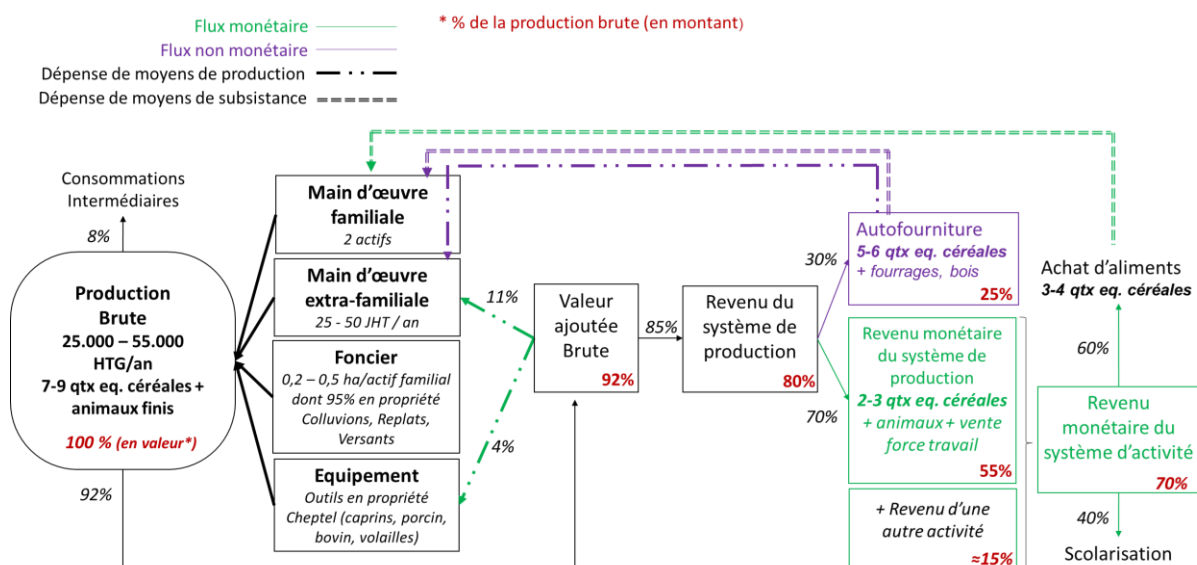 Flux monétaire
* % de la production brute (en montant)
Flux non monétaire
Dépense de moyens de production
Dépense de moyens de subsistance
Consommations
Intermédiaires
8%
Production
Brute
25.000 – 55.000
HTG/an
7-9 qtx eq. céréales +
animaux finis
100 % (en valeur*)
92%
Main d’œuvre
familiale
2 actifs
Main d’œuvre
extra-familiale
25 - 50 JHT / an
Foncier
0,2 – 0,5 ha/actif familial
dont 95% en propriété
Colluvions, Replats,
Versants
Equipement
Outils en propriété
Cheptel (caprins, porcin,
bovin, volailles)
11%
4%
Valeur
ajoutée
Brute
92%
85%
Revenu du
système de
production
80%
30%
70%
Autofourniture
5-6 qtx eq. céréales
+ fourrages, bois
25%
Revenu monétaire
du système de
production
2-3 qtx eq. céréales
+ animaux + vente
force travail
55%
+ Revenu d’une
autre activité
≈15%
Achat d’aliments
3-4 qtx eq. céréales
60%
Revenu
monétaire du
système d’activité
70%
40%
Scolarisation